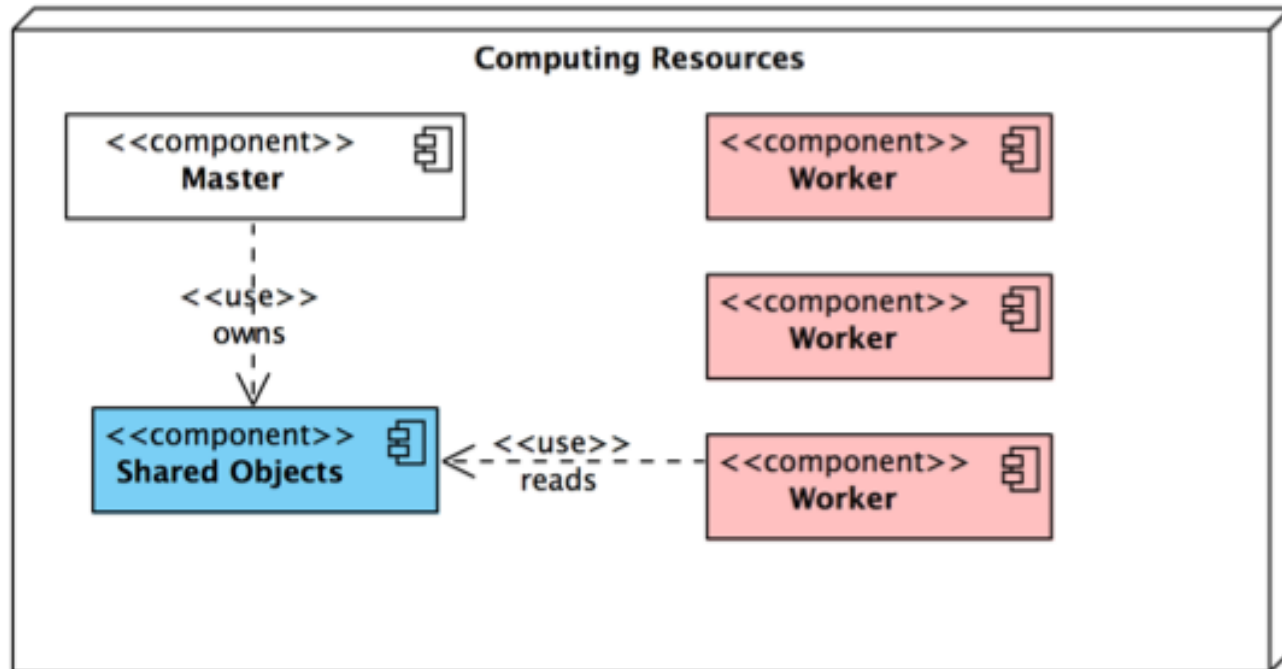 Computing Resources
<<component>>
Master
<<component>>
Worker
<<use>>
owns
<<component>>
Worker
<<component>>
Shared Objects
<<use>>
reads
<<component>>
Worker